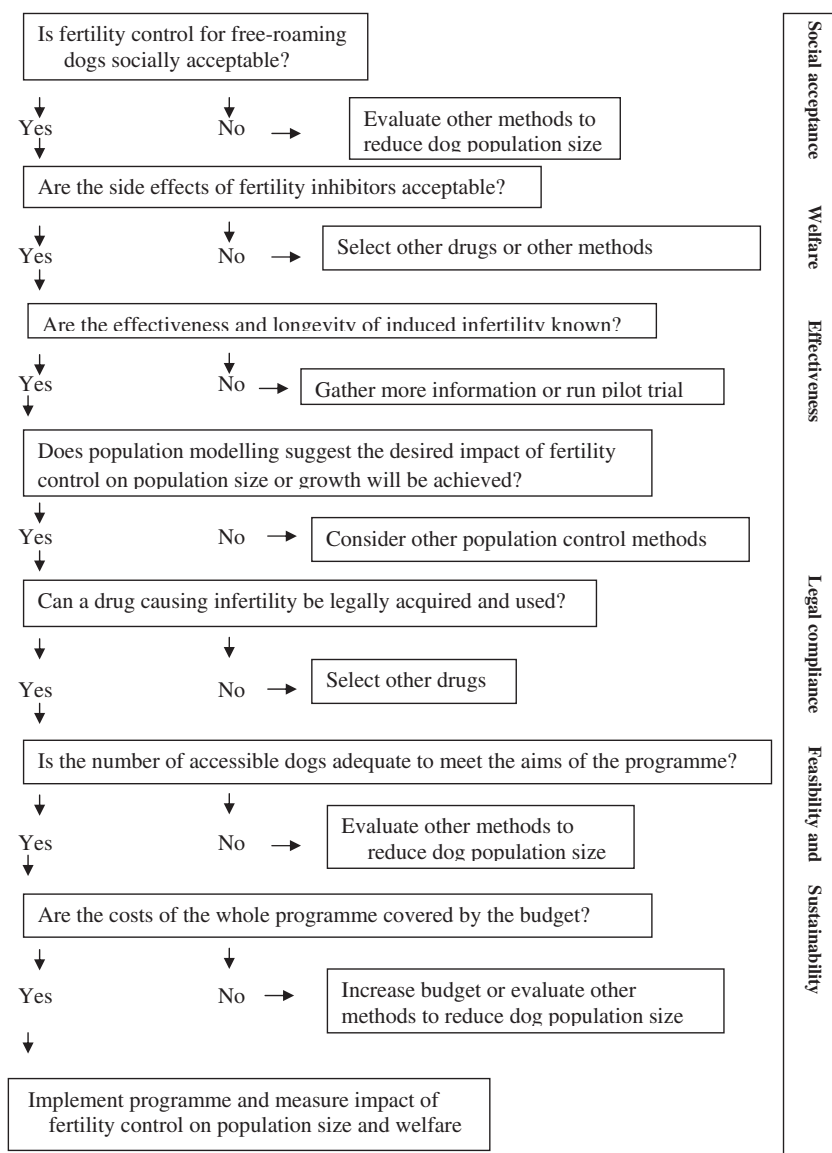 Is fertility control for free-roaming
dogs socially acceptable?
Yes
No
Evaluate other methods to
reduce dog population size
Are the side effects of fertility inhibitors acceptable?
Yes
No
Select other drugs or other methods
Are the effectiveness and longevity of induced infertility known?
Yes
No
Gather more information or run pilot trial
Does population modelling suggest the desired impact of fertility
control on population size or growth will be achieved?
Yes
No
Consider other population control methods
Can a drug causing infertility be legally acquired and used?
Yes
No
Select other drugs
Is the number of accessible dogs adequate to meet the aims of the programme?
Yes
No
Evaluate other methods to
reduce dog population size
Are the costs of the whole programme covered by the budget?
Yes
No
Increase budget or evaluate other
methods to reduce dog population size
Implement programme and measure impact of
fertility control on population size and welfare
Social acceptance
Welfare
Effectiveness
Legal compliance
Feasibility and
Sustainability